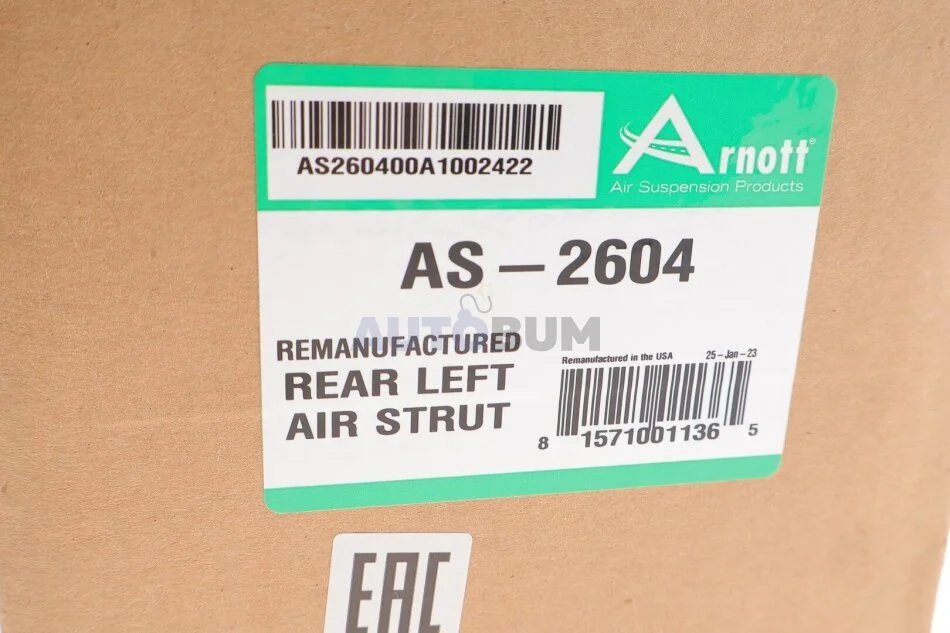 AS260400A1002422
Arnott®
Air Suspension Products
AS – 2604
AUTOBUM
REMANUFACTURED
REAR LEFT
AIR STRUT
Remanufactured in the USA 25-Jan-23
8 1571001136 5
EAC